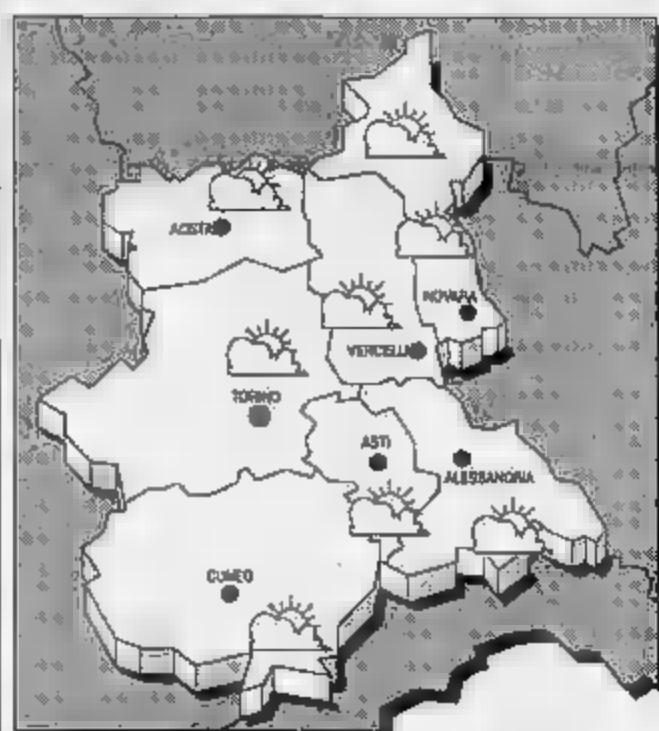 AOSTA
NOVARA
VERCELLI
TORINO
ASTI
ALESSANDRIA
CUNEO